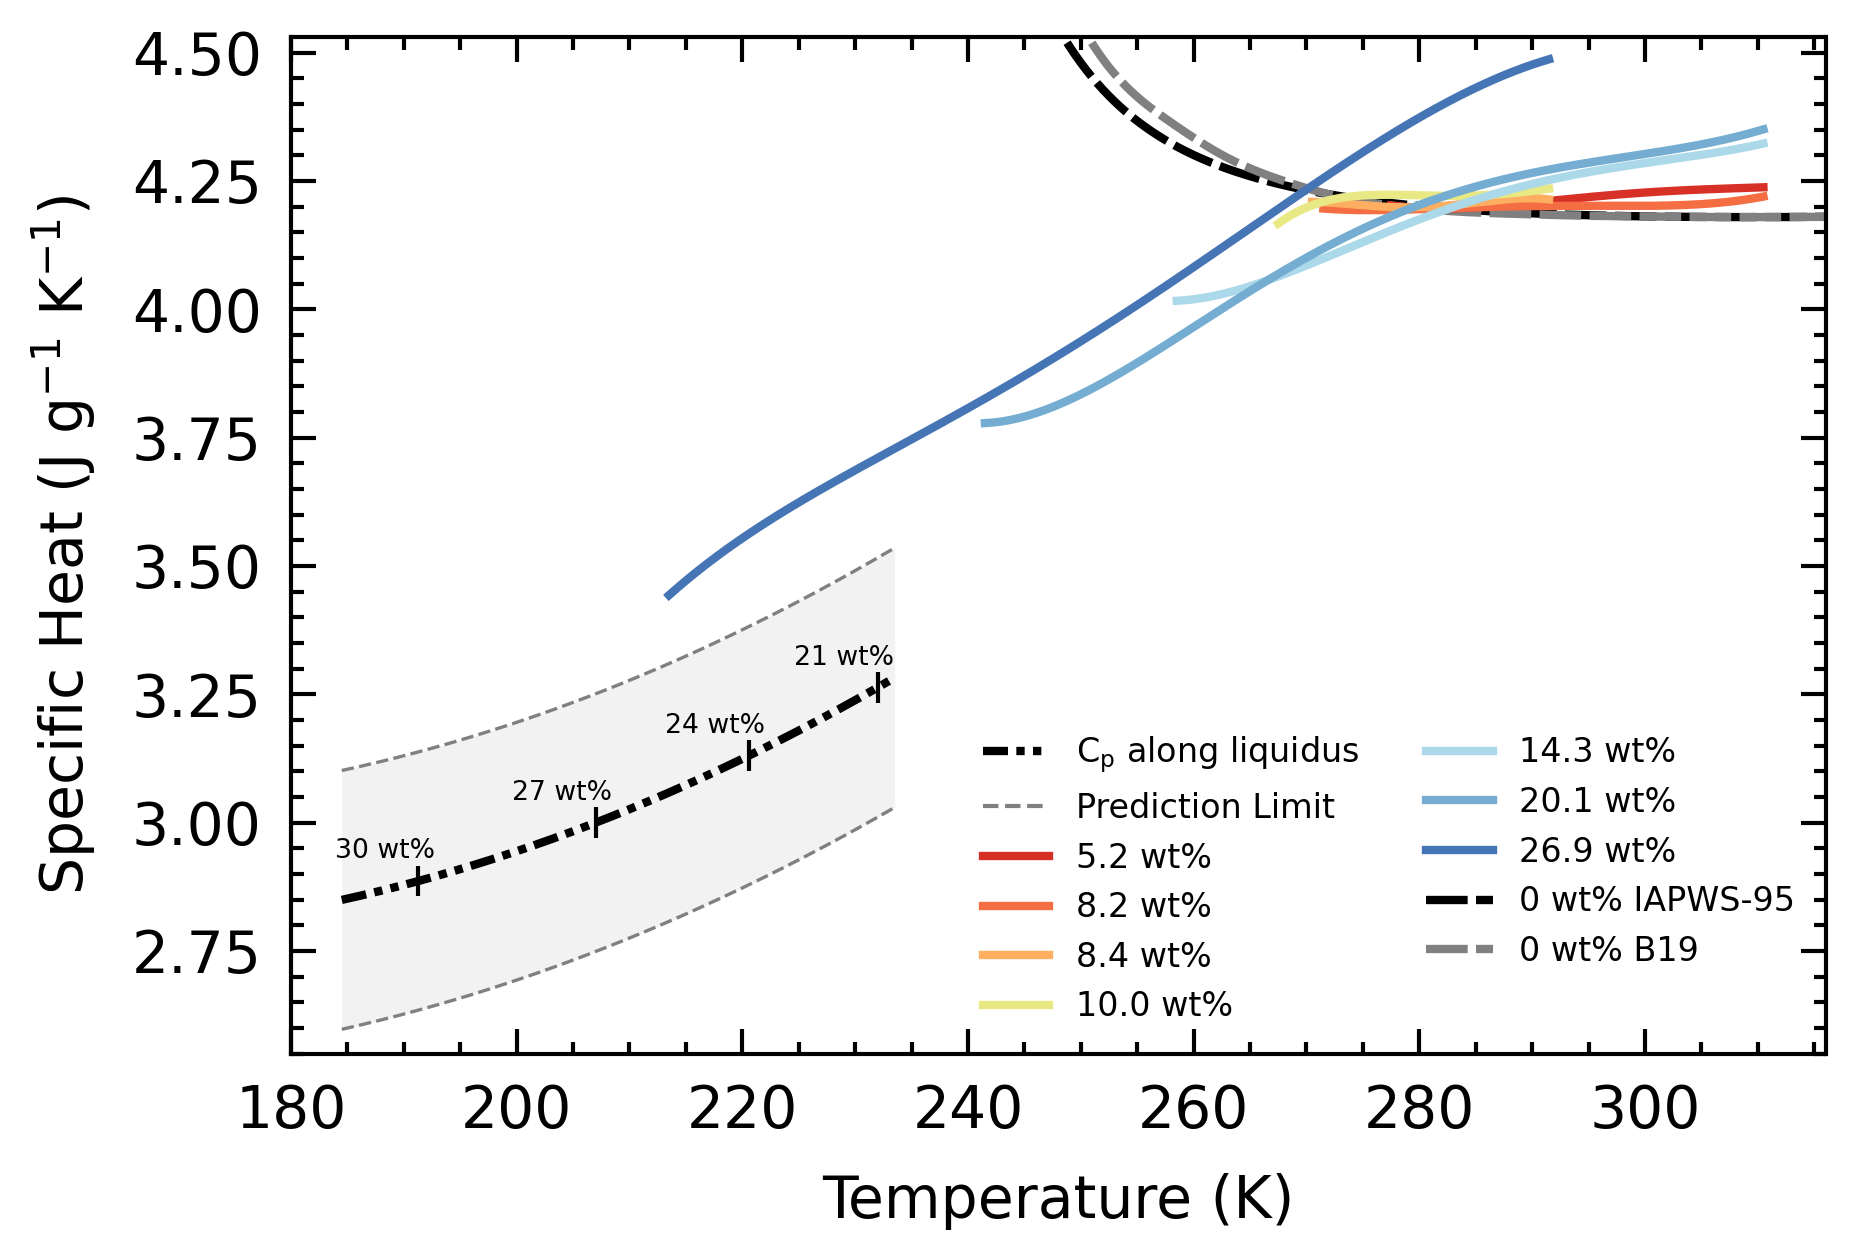 4.50
4.25
4.00
3.75
3.50
3.25
3.00
2.75
Specific Heat (J g⁻¹ K⁻¹)
21 wt%
24 wt%
27 wt%
30 wt%
Cₚ along liquidus
Prediction Limit
5.2 wt%
8.2 wt%
8.4 wt%
10.0 wt%
14.3 wt%
20.1 wt%
26.9 wt%
0 wt% IAPWS-95
0 wt% B19
180 200 220 240 260 280 300
Temperature (K)